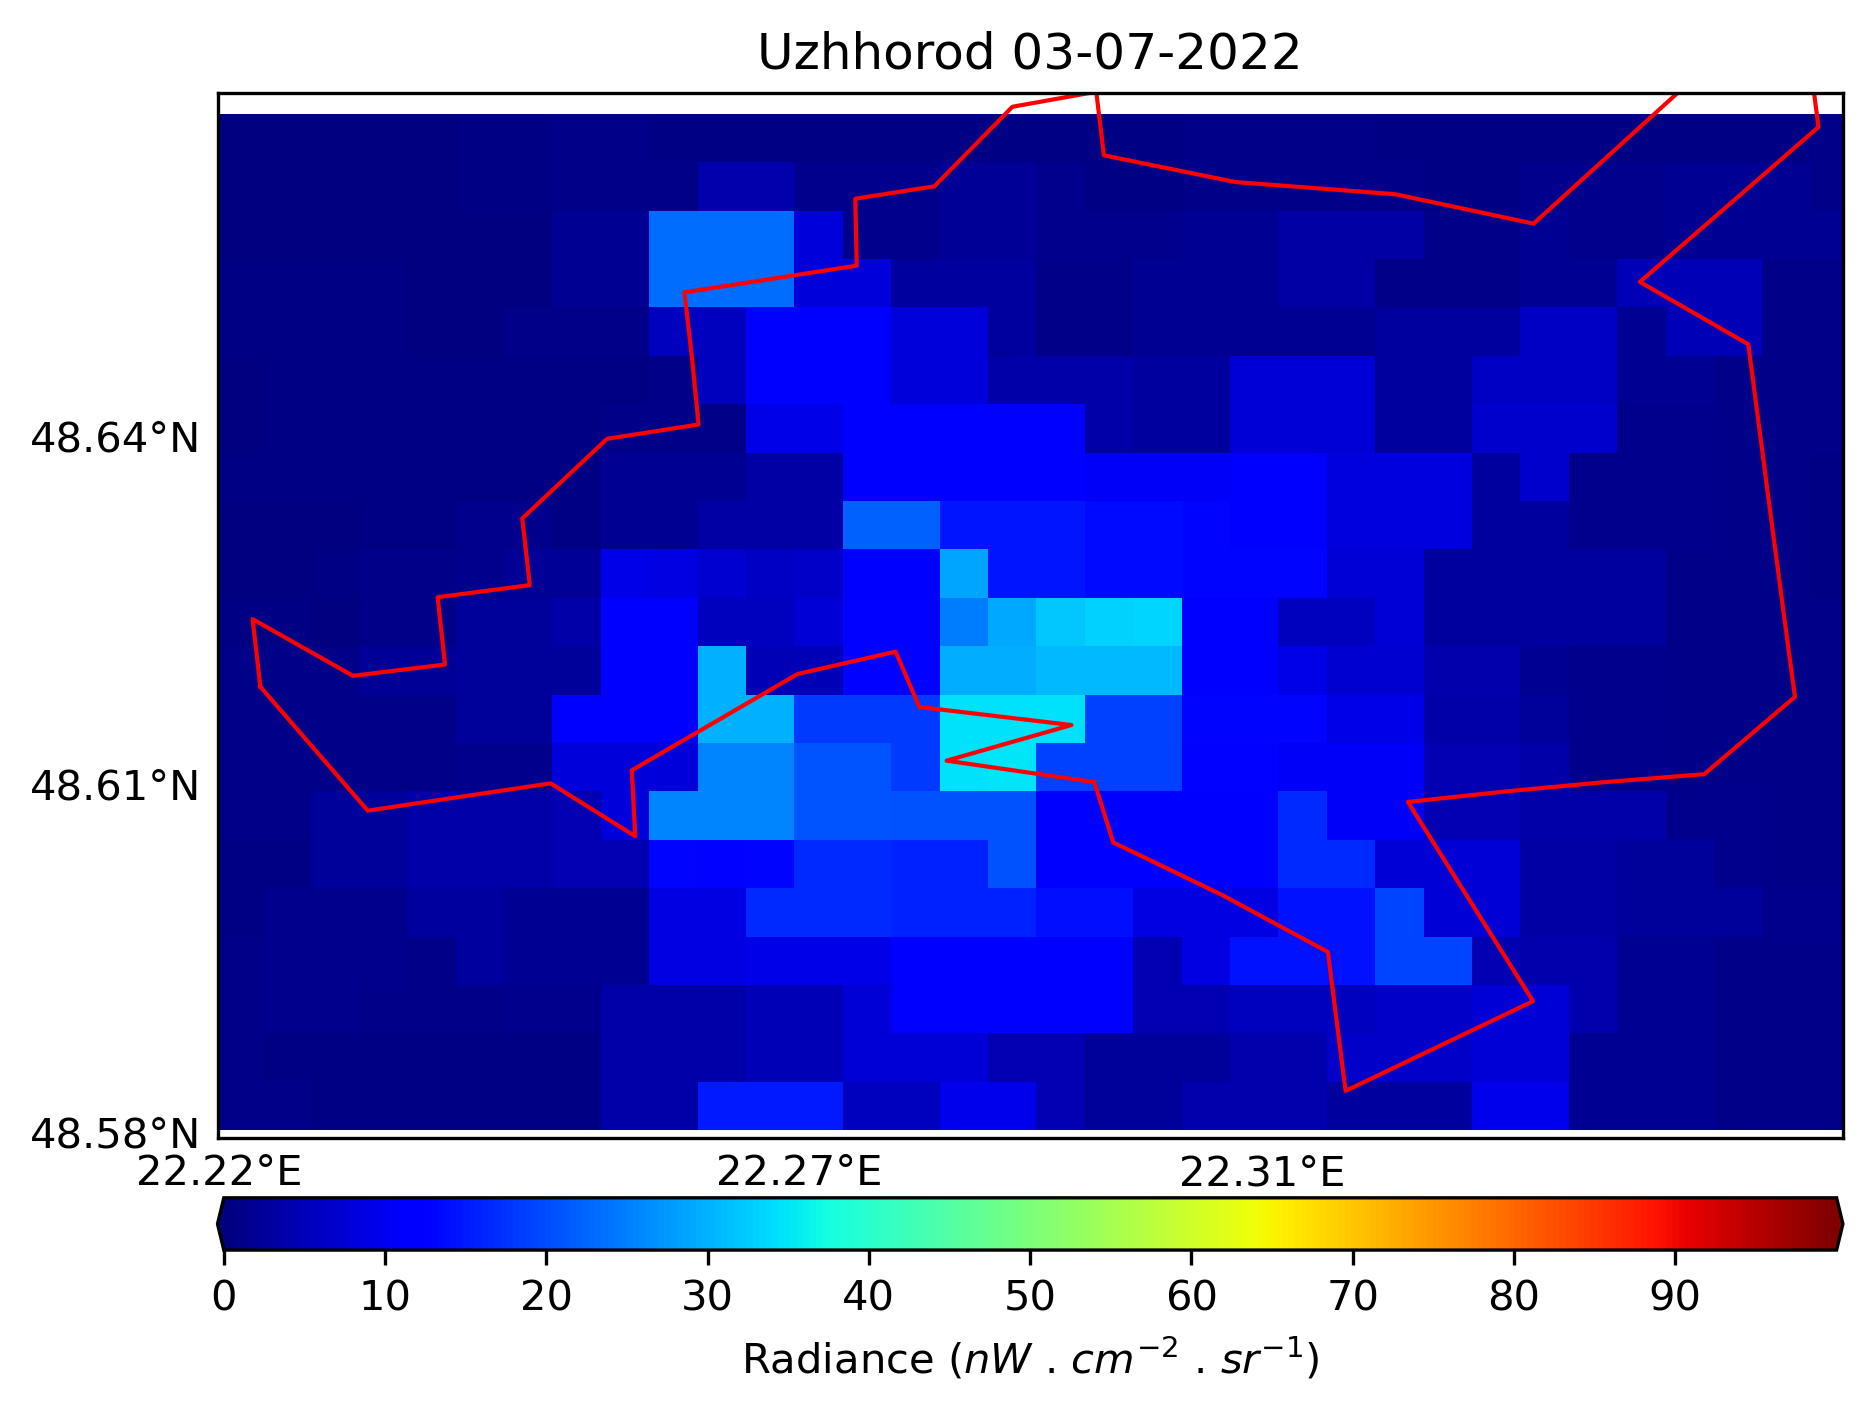 Uzhhorod 03-07-2022
48.64°N
48.61°N
48.58°N
22.22°E 22.27°E 22.31°E
0 10 20 30 40 50 60 70 80 90
Radiance (nW . cm⁻² . sr⁻¹)